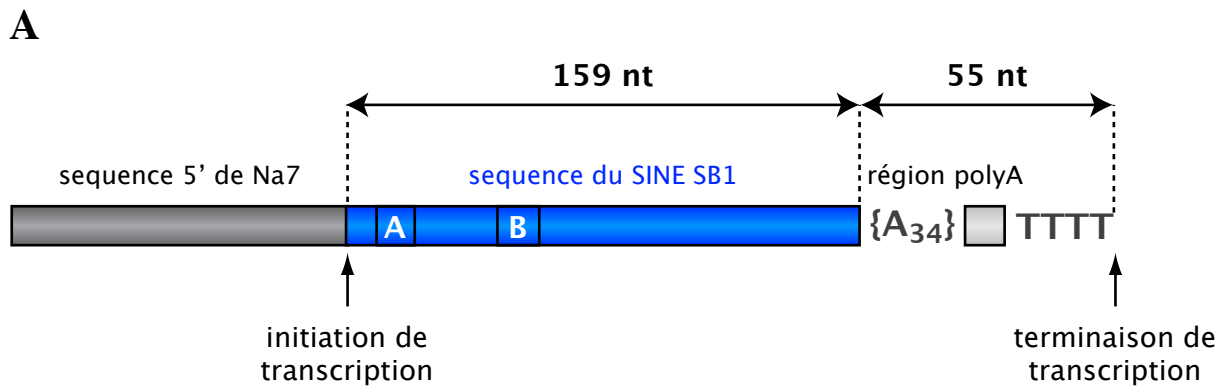 A
159 nt
55 nt
sequence 5’ de Na7
sequence du SINE SB1
région polyA
A
B
{A34}
TTTT
initiation de
transcription
terminaison de
transcription